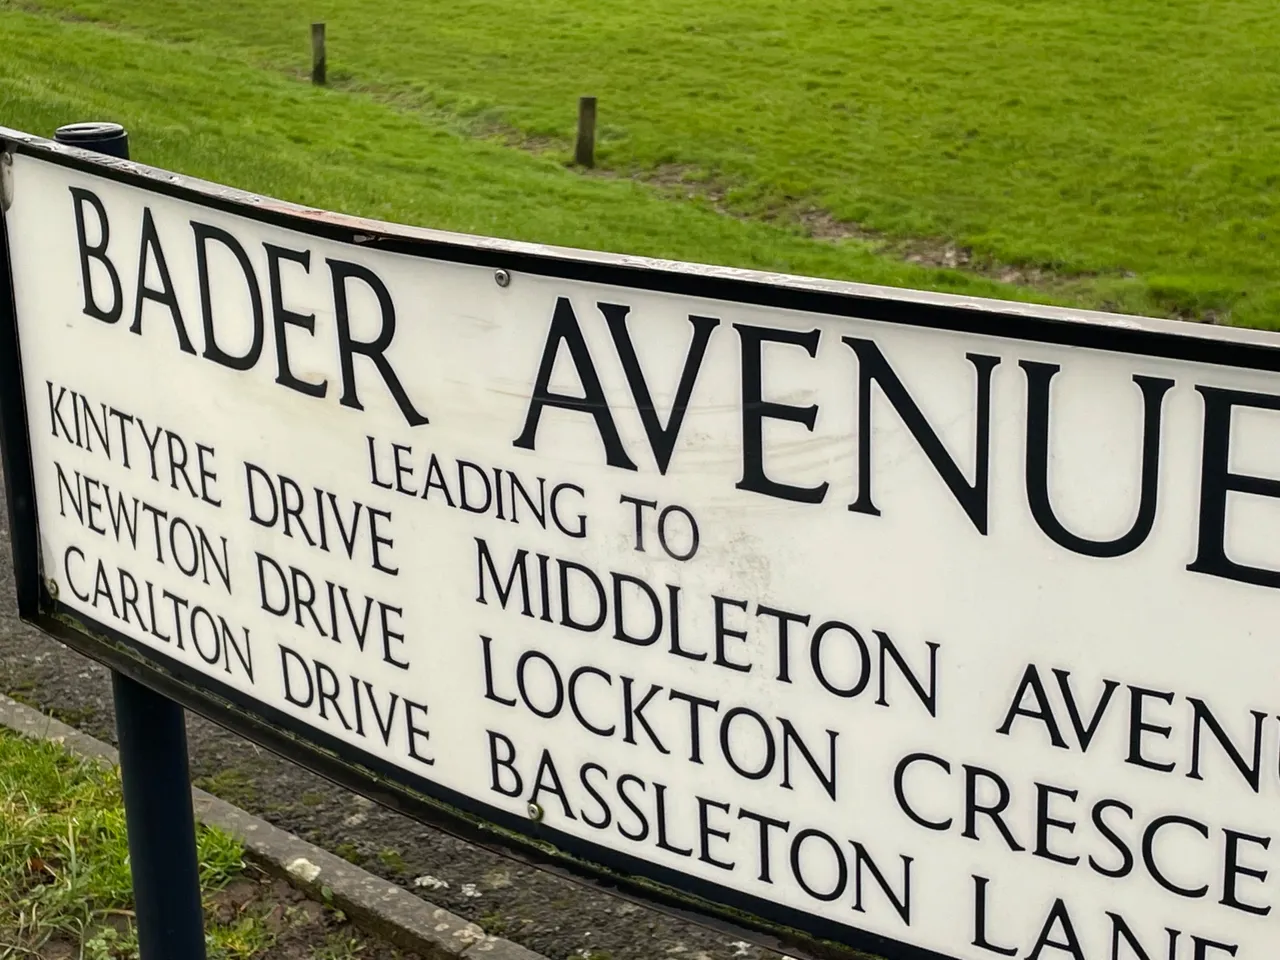 BADER AVENUE
LEADING TO
KINTYRE DRIVE MIDDLETON AVENU
NEWTON DRIVE LOCKTON CRESCE
CARLTON DRIVE BASSLETON LANE